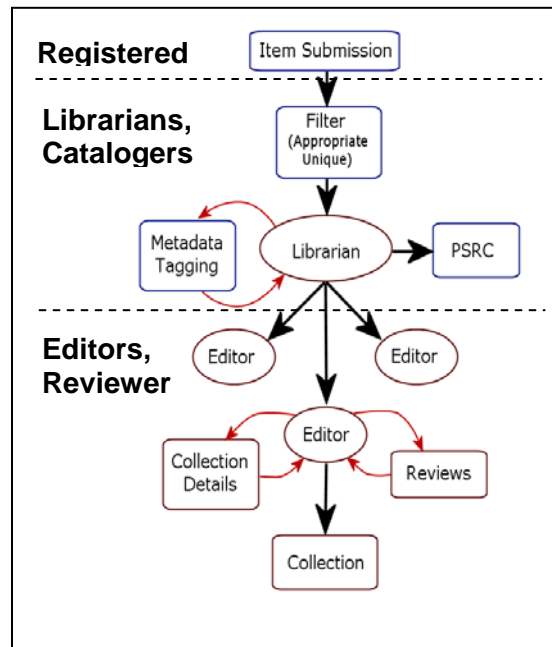 Registered
Item Submission
Librarians,
Catalogers
Filter
(Appropriate
Unique)
Metadata
Tagging
Librarian
PSRC
Editors,
Reviewer
Editor
Editor
Editor
Collection
Details
Reviews
Collection